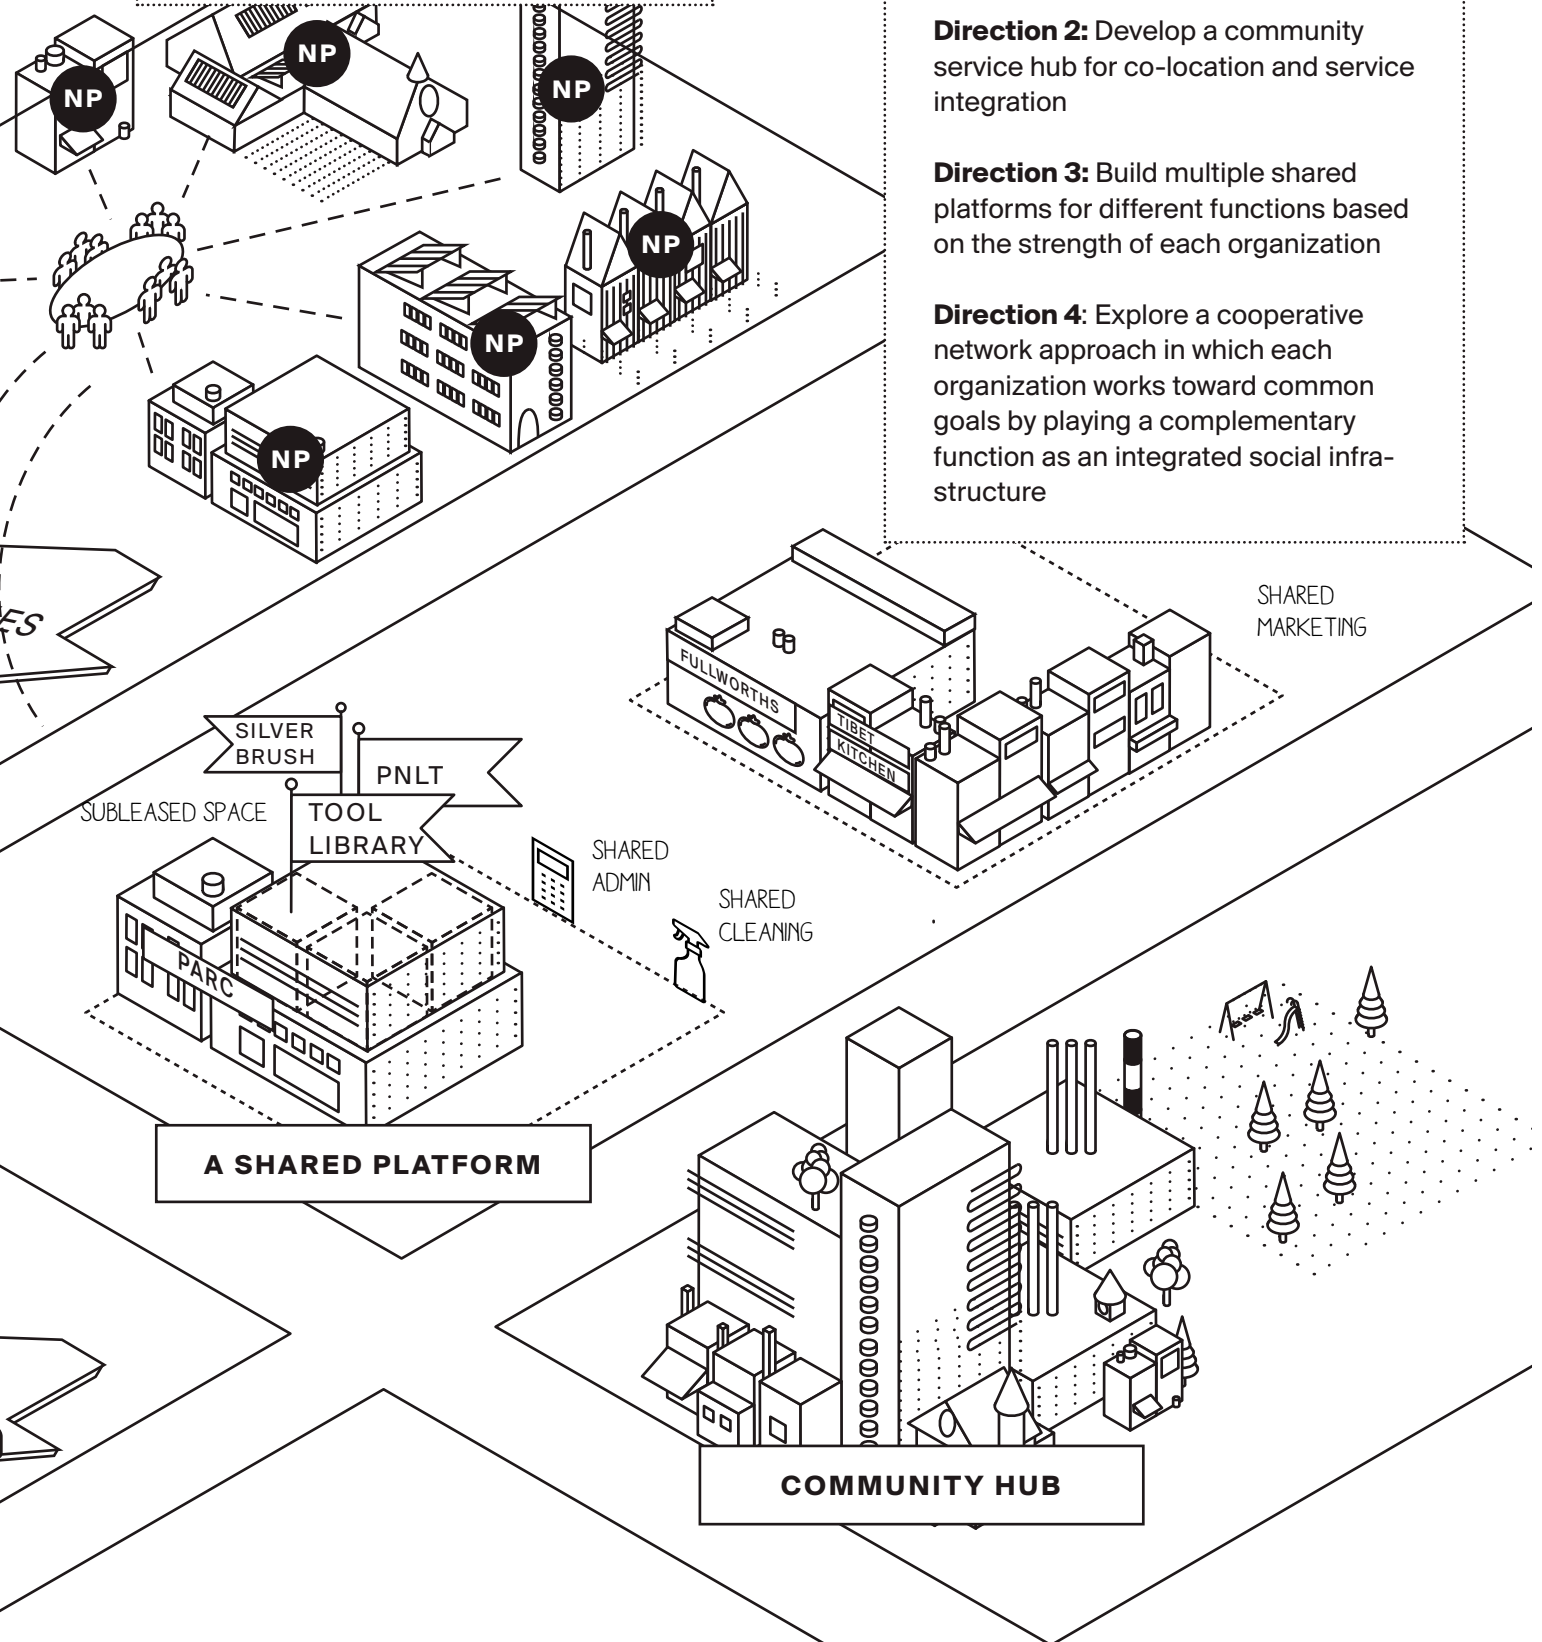 Direction 2: Develop a community
service hub for co-location and service
integration
Direction 3: Build multiple shared
platforms for different functions based
on the strength of each organization
Direction 4: Explore a cooperative
network approach in which each
organization works toward common
goals by playing a complementary
function as an integrated social infra-
structure
NP
NP
NP
NP
NP
NP
ES
SHARED
MARKETING
FULLWORTHS
TIBET
KITCHEN
SILVER
BRUSH
PNLT
TOOL
LIBRARY
SUBLEASED SPACE
SHARED
ADMIN
SHARED
CLEANING
PARC
A SHARED PLATFORM
COMMUNITY HUB